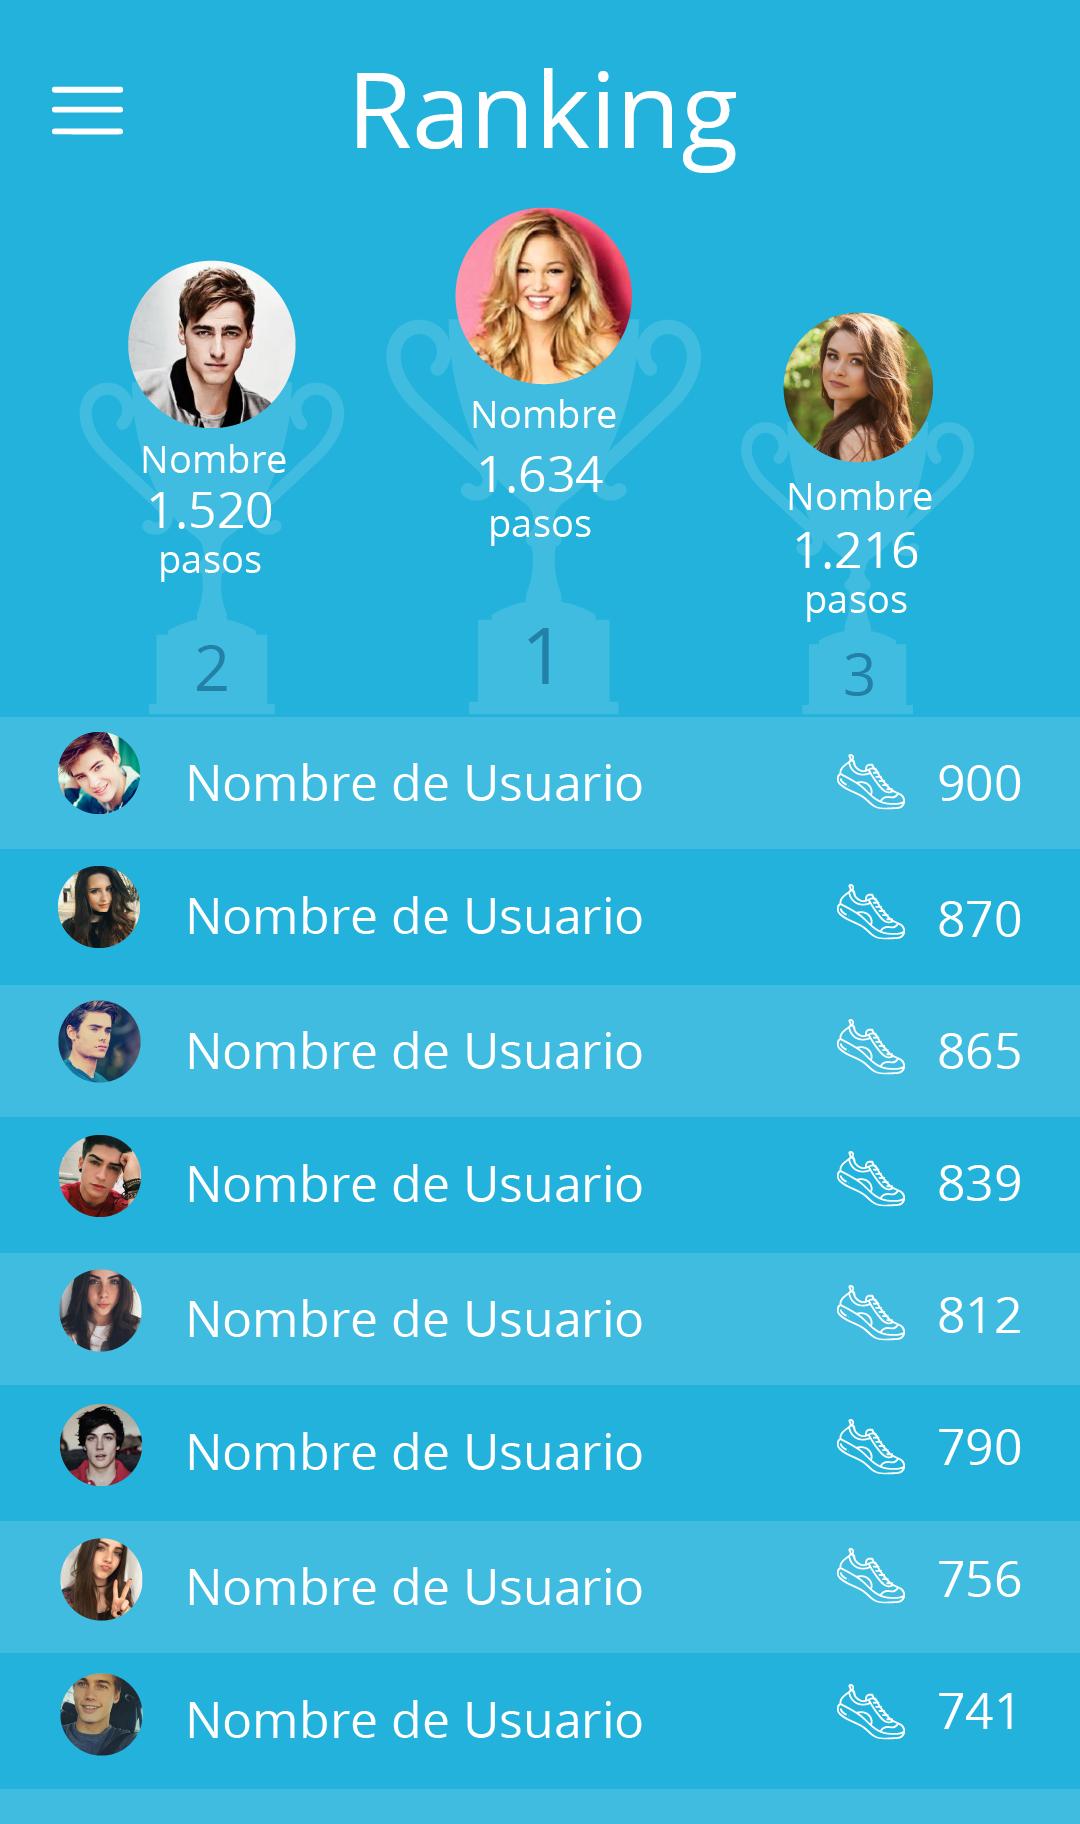 Ranking
Nombre
1.520
pasos
2
Nombre
1.634
pasos
1
Nombre
1.216
pasos
3
Nombre de Usuario 900
Nombre de Usuario 870
Nombre de Usuario 865
Nombre de Usuario 839
Nombre de Usuario 812
Nombre de Usuario 790
Nombre de Usuario 756
Nombre de Usuario 741